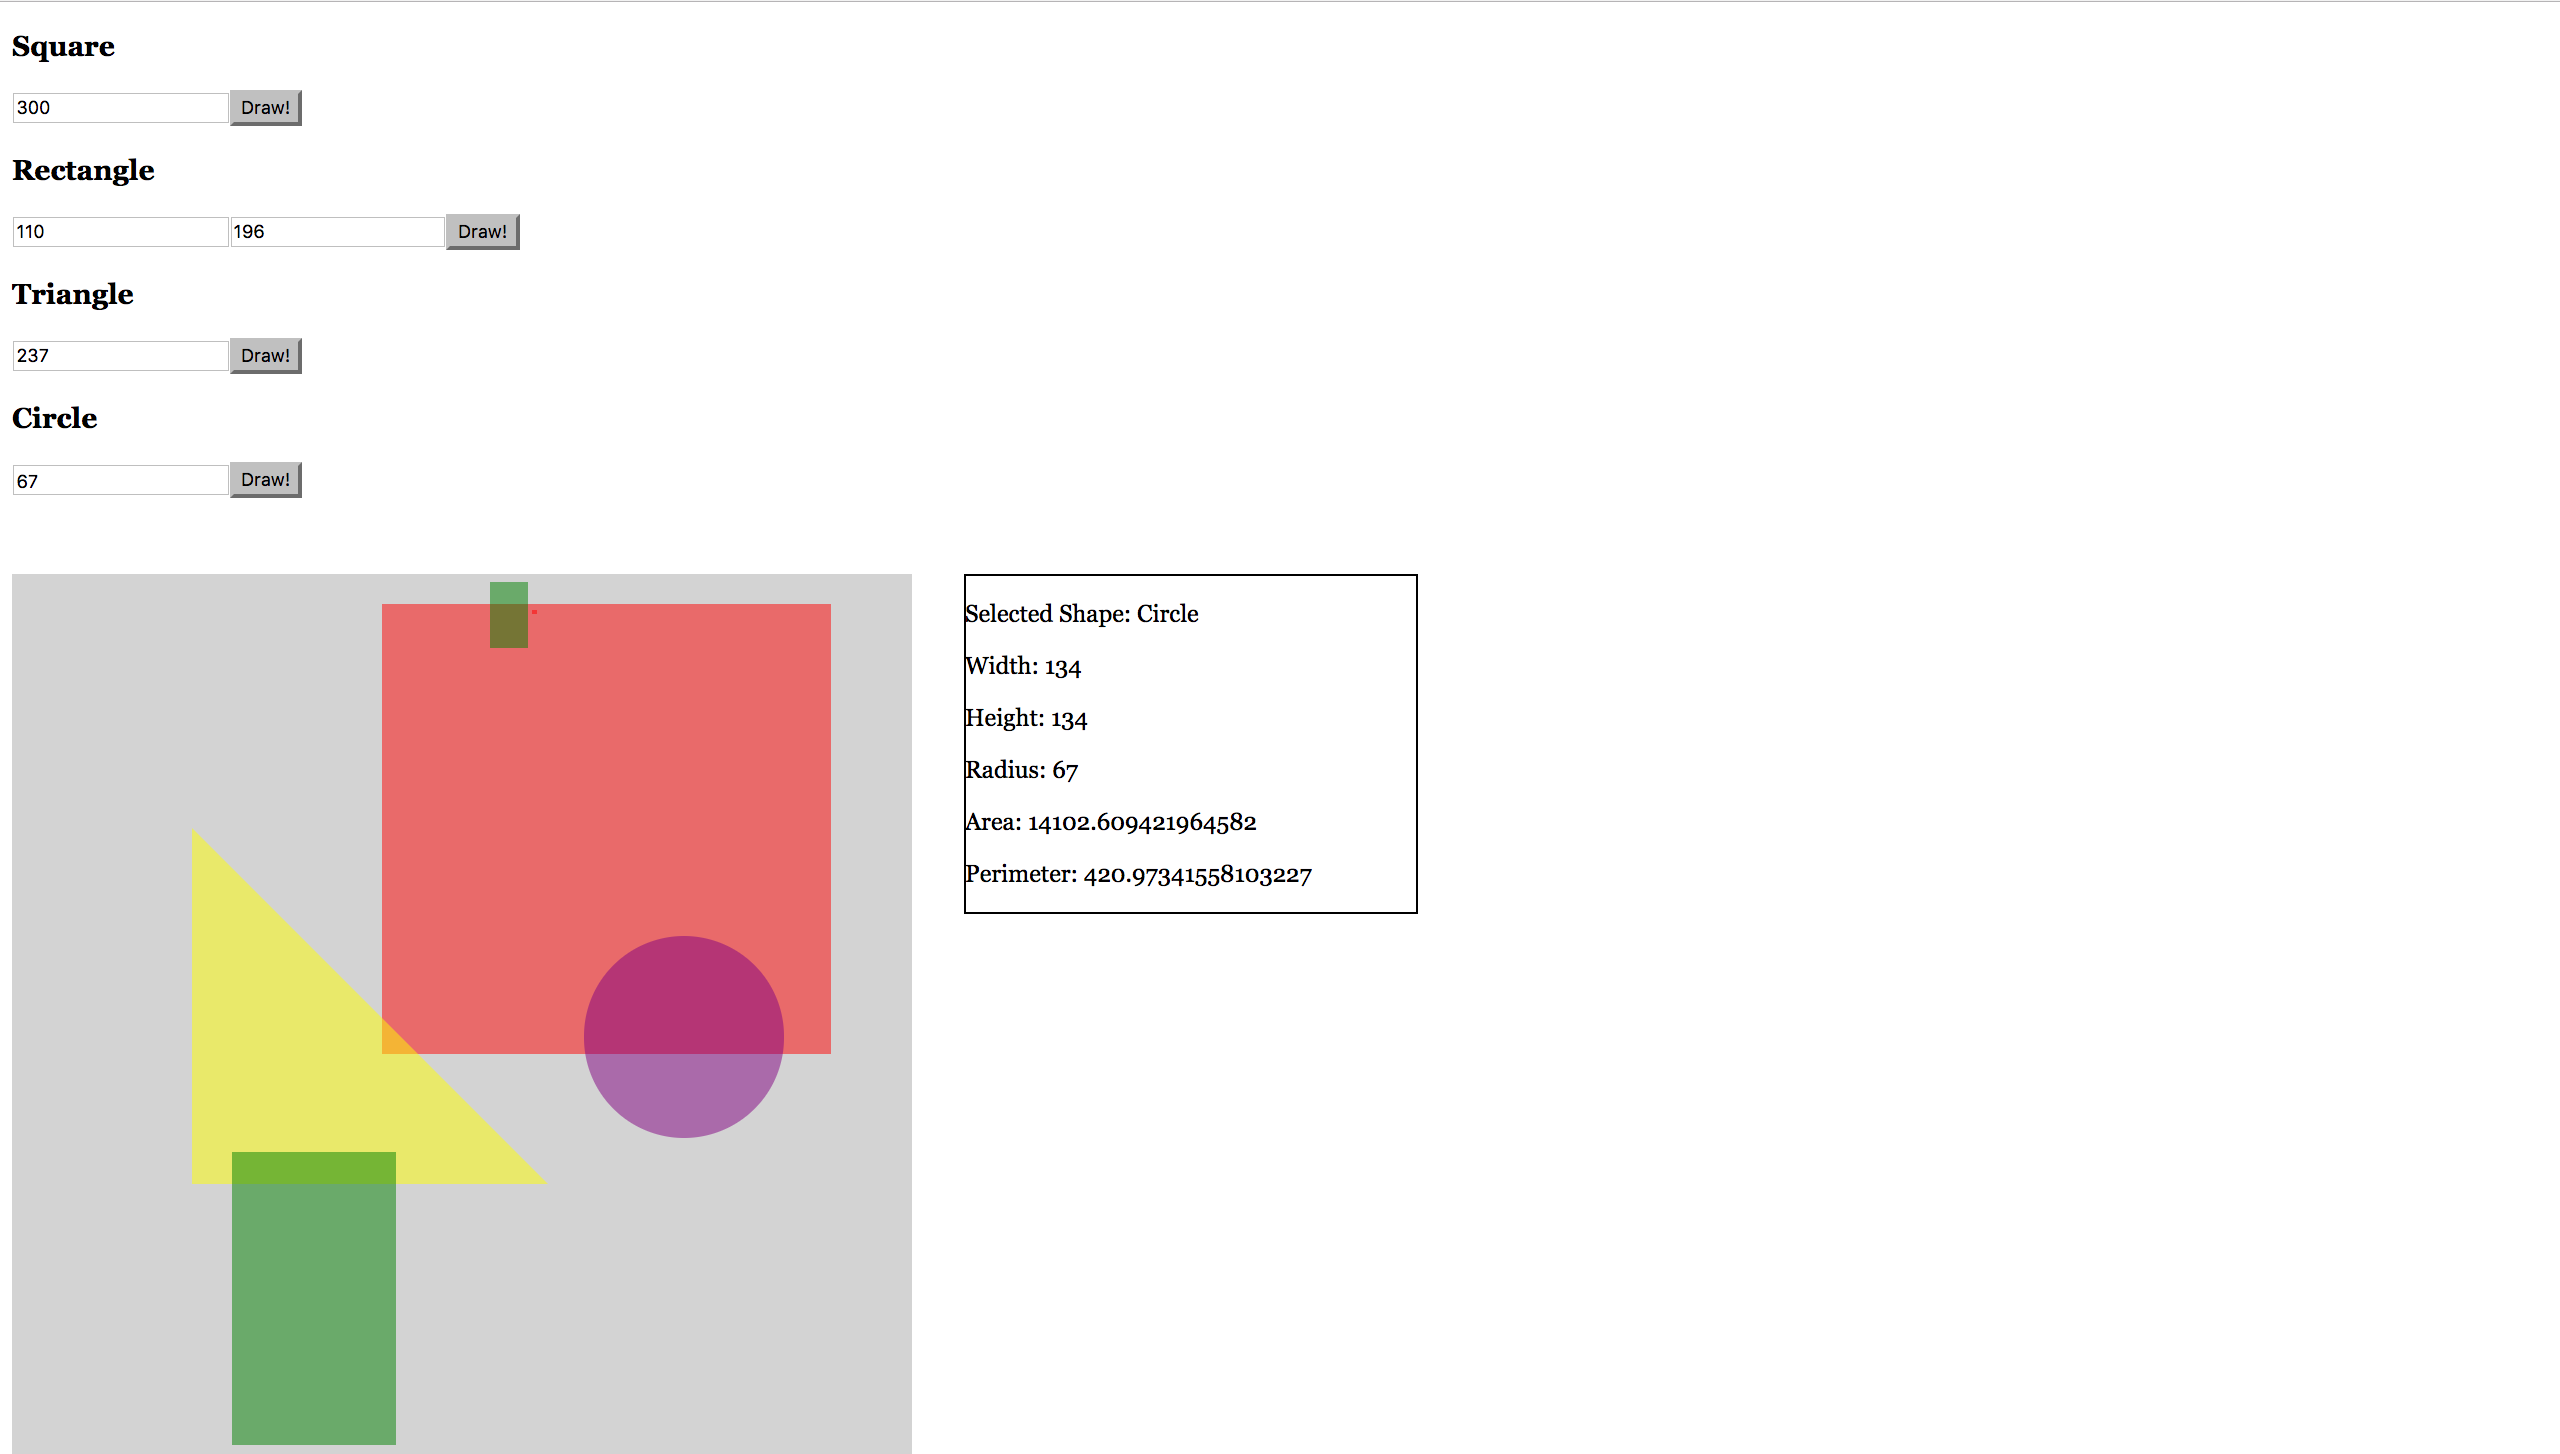 Square
300 Draw!
Rectangle
110 196 Draw!
Triangle
237 Draw!
Circle
67 Draw!
Selected Shape: Circle
Width: 134
Height: 134
Radius: 67
Area: 14102.609421964582
Perimeter: 420.97341558103227